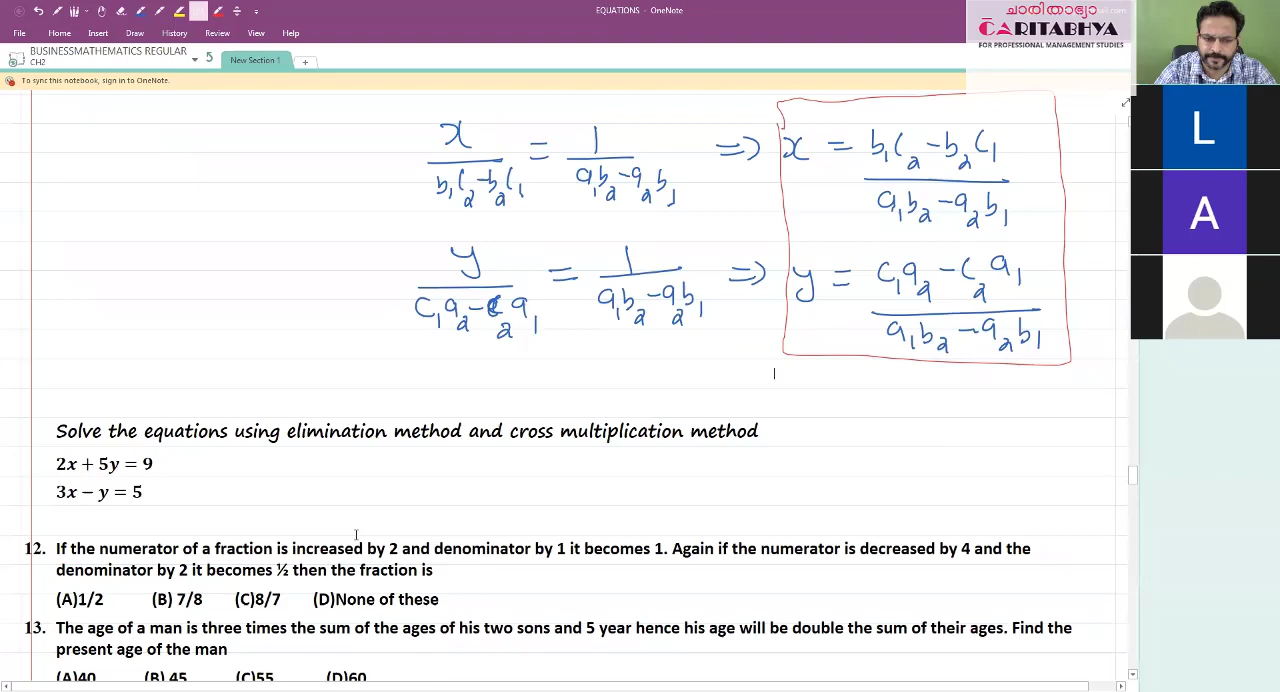 EQUATIONS - OneNote
ചാരിതാഭ്യാ
CARITABHYA
FOR PROFESSIONAL MANAGEMENT STUDIES
File Home Insert Draw History Review View Help
BUSINESSMATHEMATICS REGULAR
CH2
New Section 1
To sync this notebook, sign in to OneNote.
x/(b₁c₂-b₂c₁) = 1/(a₁b₂-a₂b₁) ⇒ x = (b₁c₂-b₂c₁)/(a₁b₂-a₂b₁)
y/(c₁a₂-c₂a₁) = 1/(a₁b₂-a₂b₁) ⇒ y = (c₁a₂-c₂a₁)/(a₁b₂-a₂b₁)
L
A
Solve the equations using elimination method and cross multiplication method
2x + 5y = 9
3x − y = 5
12. If the numerator of a fraction is increased by 2 and denominator by 1 it becomes 1. Again if the numerator is decreased by 4 and the
denominator by 2 it becomes ½ then the fraction is
(A)1/2 (B) 7/8 (C)8/7 (D)None of these
13. The age of a man is three times the sum of the ages of his two sons and 5 year hence his age will be double the sum of their ages. Find the
present age of the man
(A)40 (B) 45 (C)55 (D)60